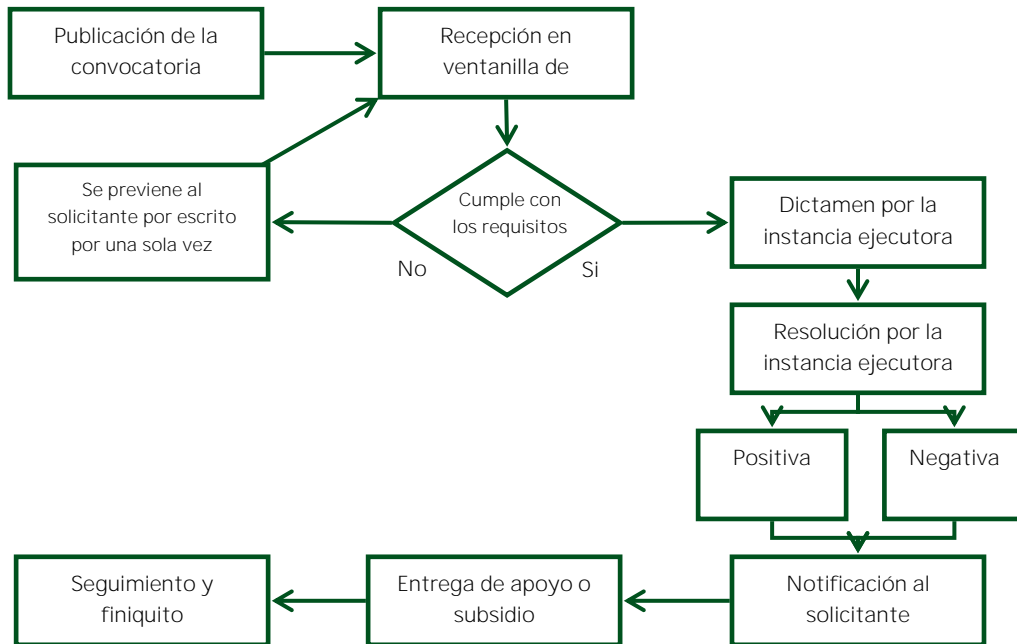 Publicación de la
convocatoria
Recepción en
ventanilla de
Se previene al
solicitante por escrito
por una sola vez
Cumple con
los requisitos
No
Si
Dictamen por la
instancia ejecutora
Resolución por la
instancia ejecutora
Positiva
Negativa
Notificación al
solicitante
Entrega de apoyo o
subsidio
Seguimiento y
finiquito